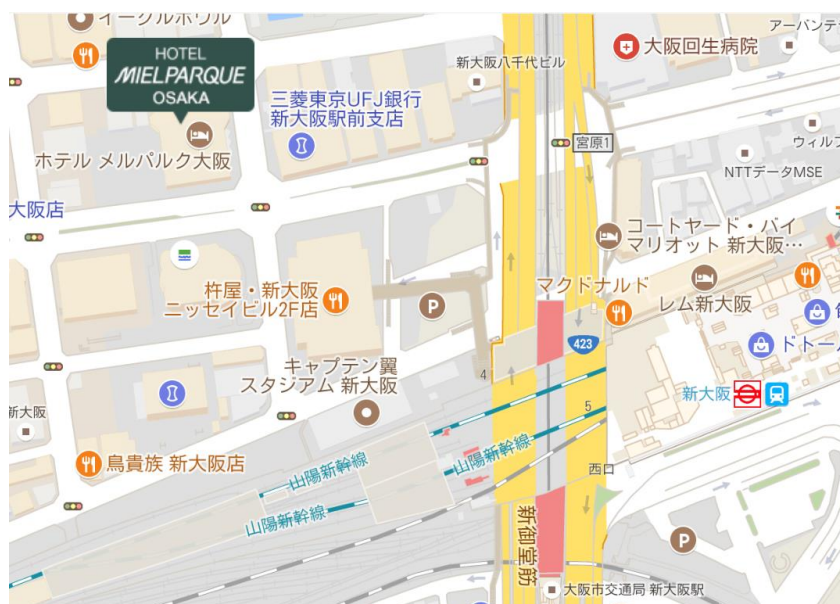 イーグルボウル
HOTEL
MIELPARQUE
OSAKA
ホテル メルパルク大阪
三菱東京UFJ銀行
新大阪駅前支店
新大阪八千代ビル
大阪回生病院
アーバンテ
宮原1
ウィルフ
NTTデータMSE
大阪店
コートヤード・バイ
マリオット 新大阪…
杵屋・新大阪
ニッセイビル2F店
P
マクドナルド
レム新大阪
423
ドトー
キャプテン翼
スタジアム 新大阪
4
5
新大阪
新大阪
鳥貴族 新大阪店
山陽新幹線
山陽新幹線
山陽新幹線
西口
新御堂筋
P
大阪市交通局 新大阪駅